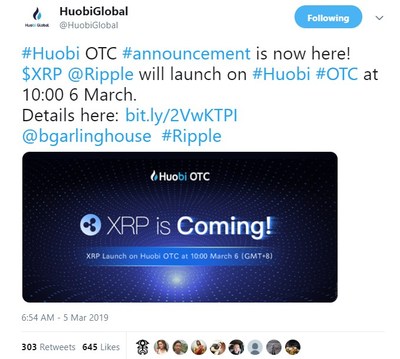 HuobiGlobal
@HuobiGlobal
Following
#Huobi OTC #announcement is now here!
$XRP @Ripple will launch on #Huobi #OTC at
10:00 6 March.
Details here: bit.ly/2VwKTPI
@bgarlinghouse #Ripple
Huobi OTC
XRP is Coming!
XRP Launch on Huobi OTC at 10:00 March 6 (GMT+8)
6:54 AM - 5 Mar 2019
303 Retweets 645 Likes